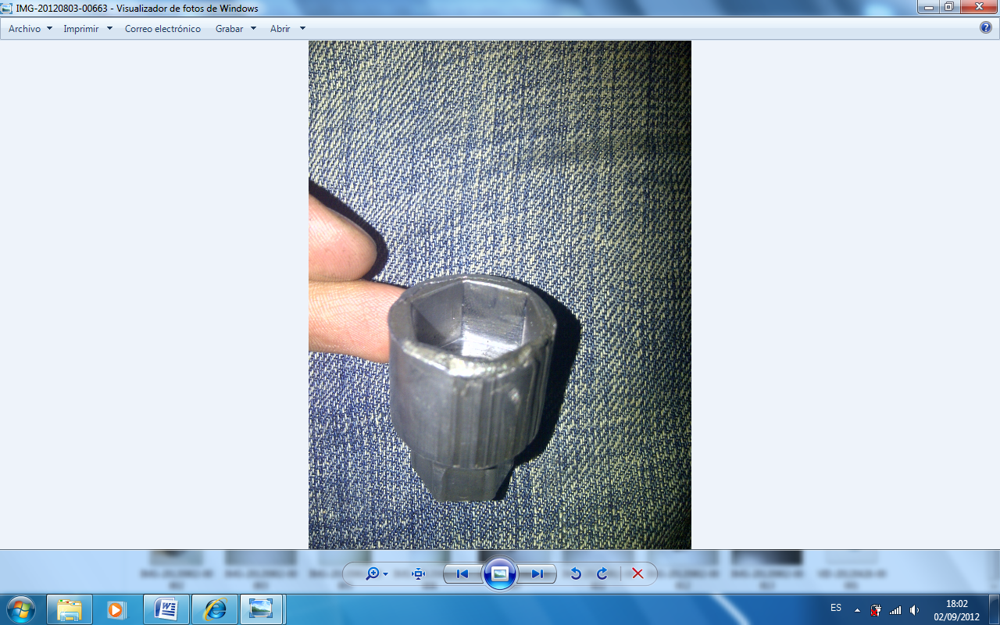 IMG-20120803-00663 - Visualizador de fotos de Windows
Archivo Imprimir Correo electrónico Grabar Abrir
ES
18:02
02/09/2012